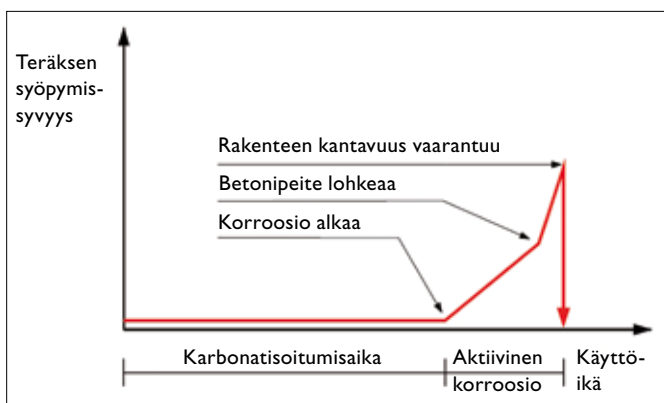 Teräksen
syöpymis-
syvyys
Rakenteen kantavuus vaarantuu
Betonipeite lohkeaa
Korroosio alkaa
Karbonatisoitumisaika
Aktiivinen
korroosio
Käyttö-
ikä